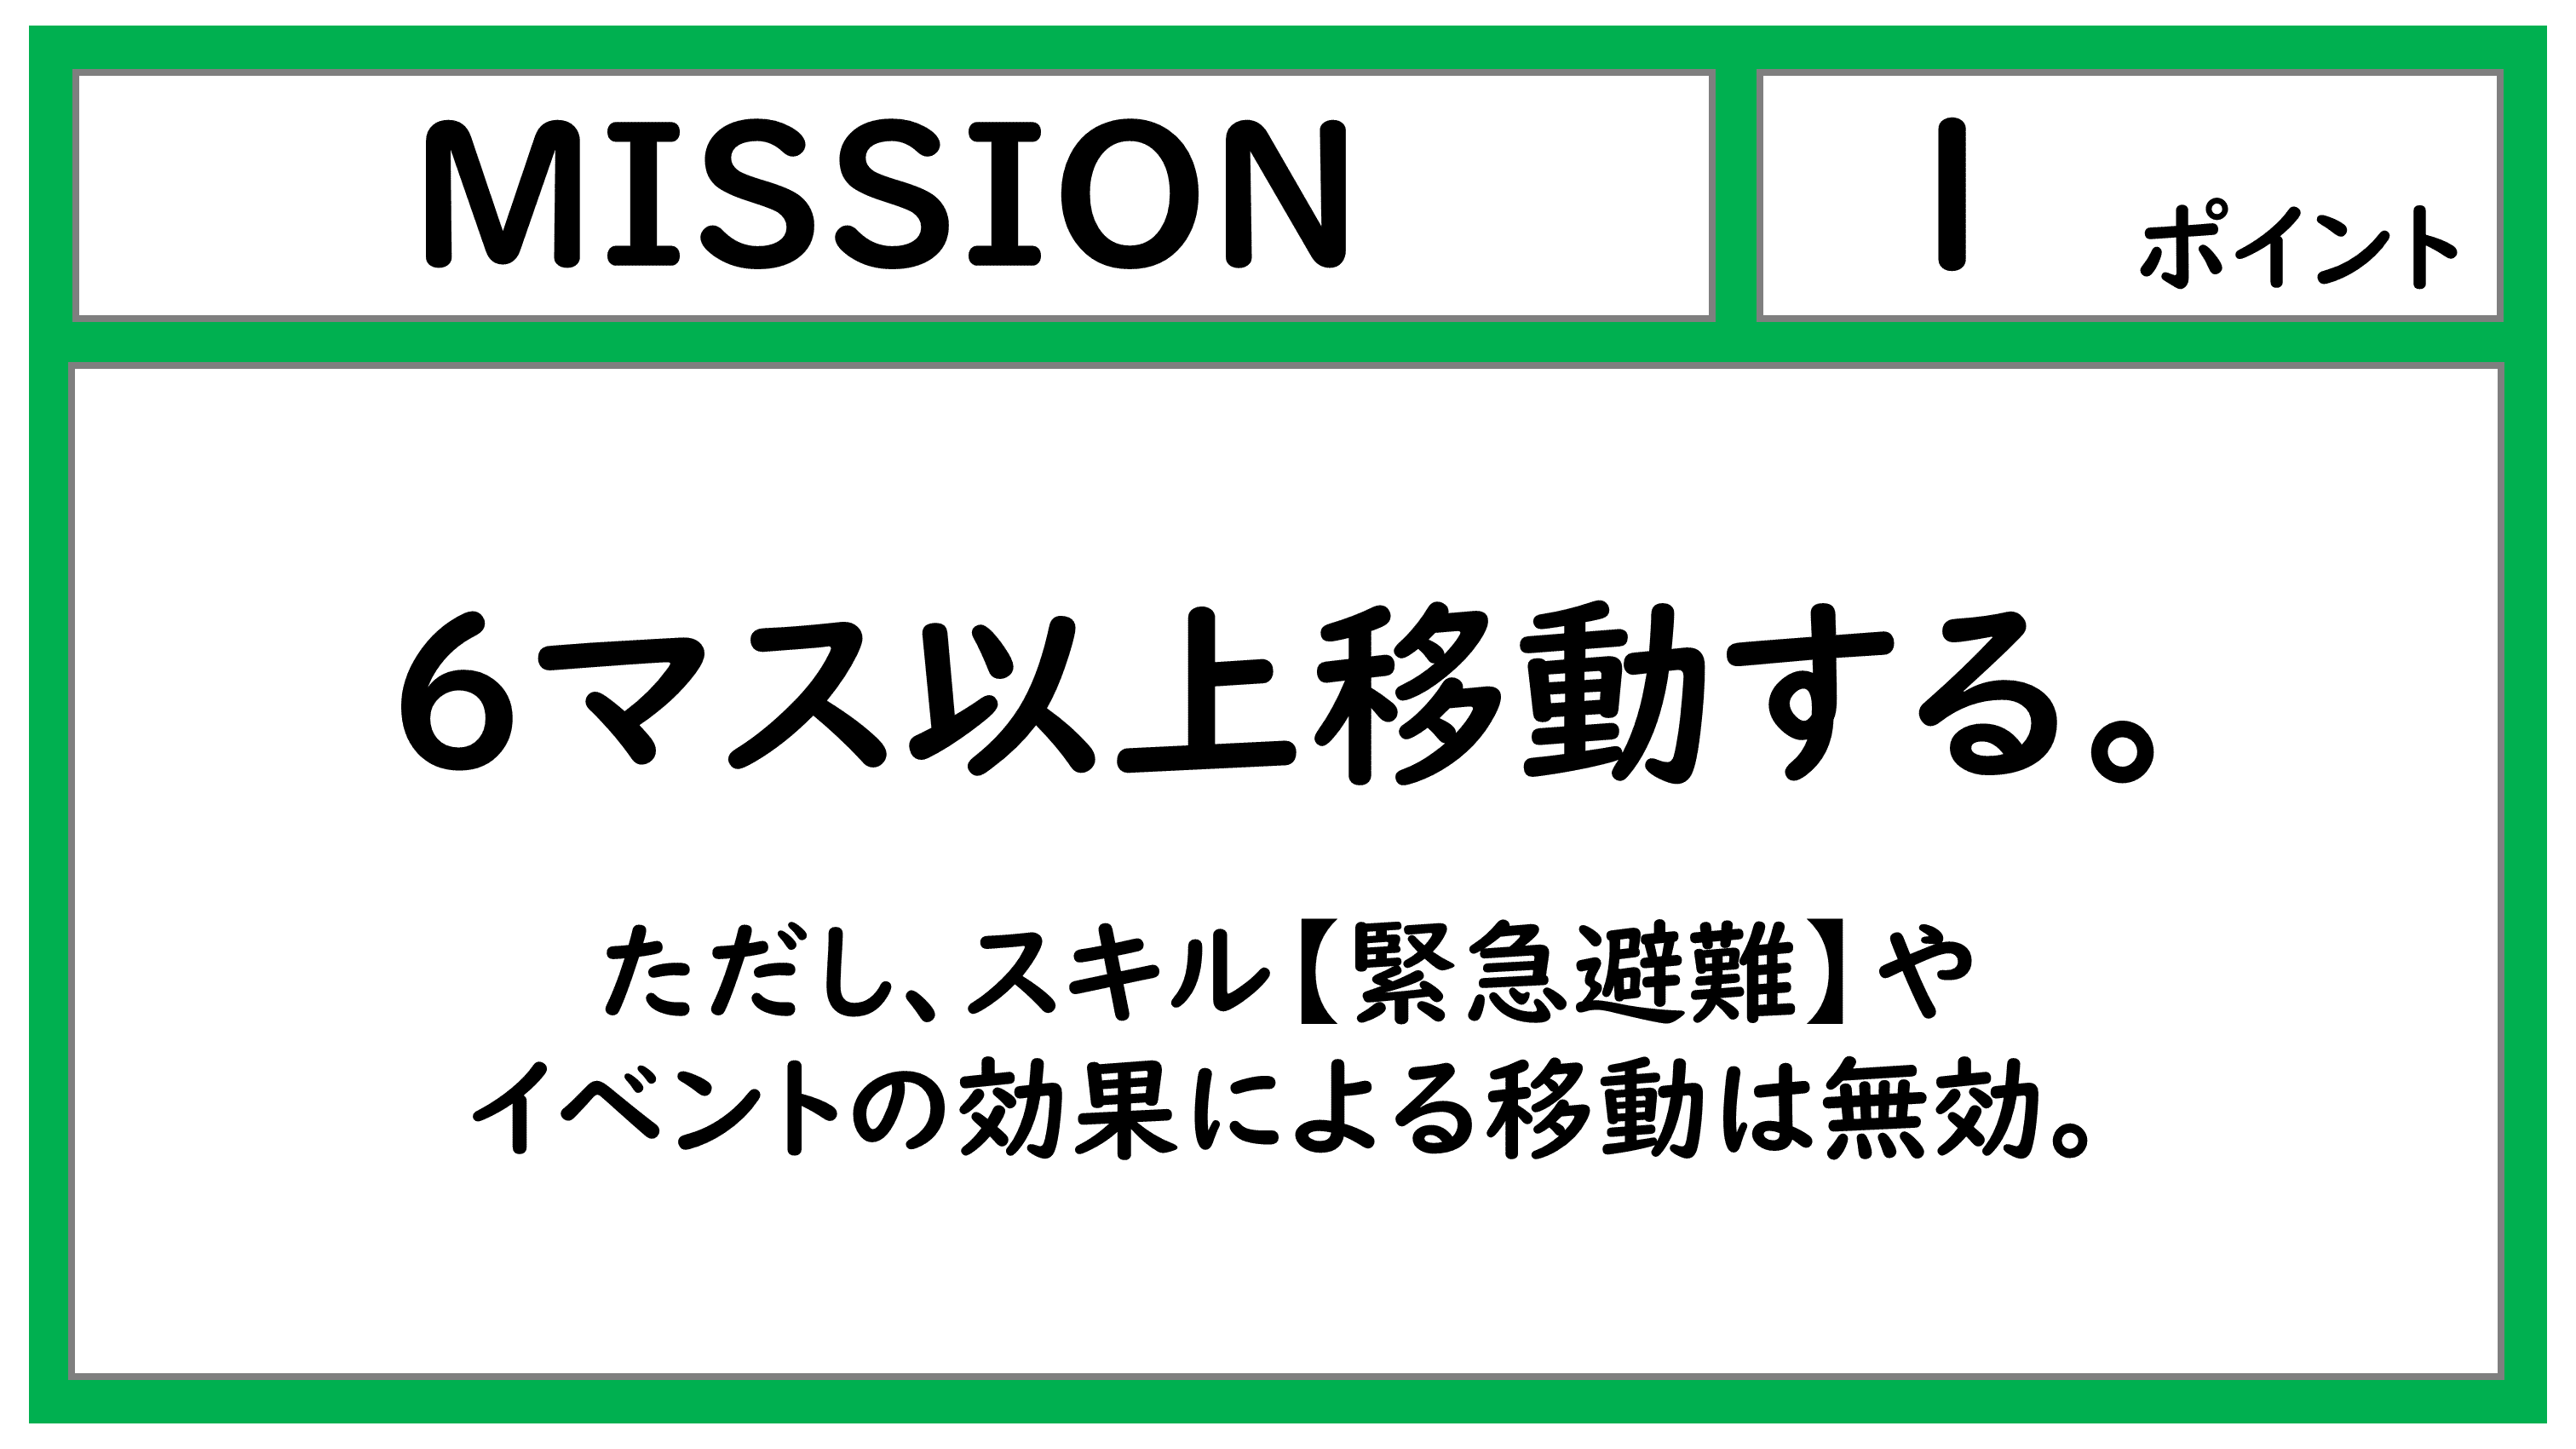 MISSION
1 ポイント
6マス以上移動する。
ただし、スキル【緊急避難】や
イベントの効果による移動は無効。